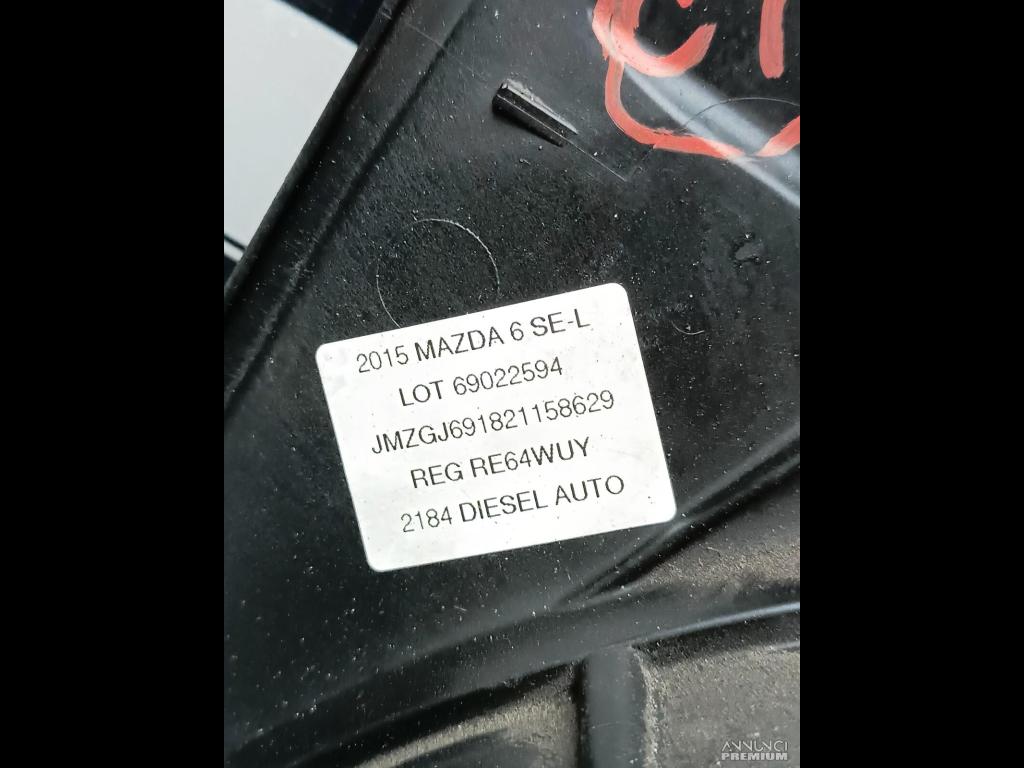 2015 MAZDA 6 SE-L
LOT 69022594
JMZGJ691821158629
REG RE64WUY
2184 DIESEL AUTO
ANNUNCI
PREMIUM